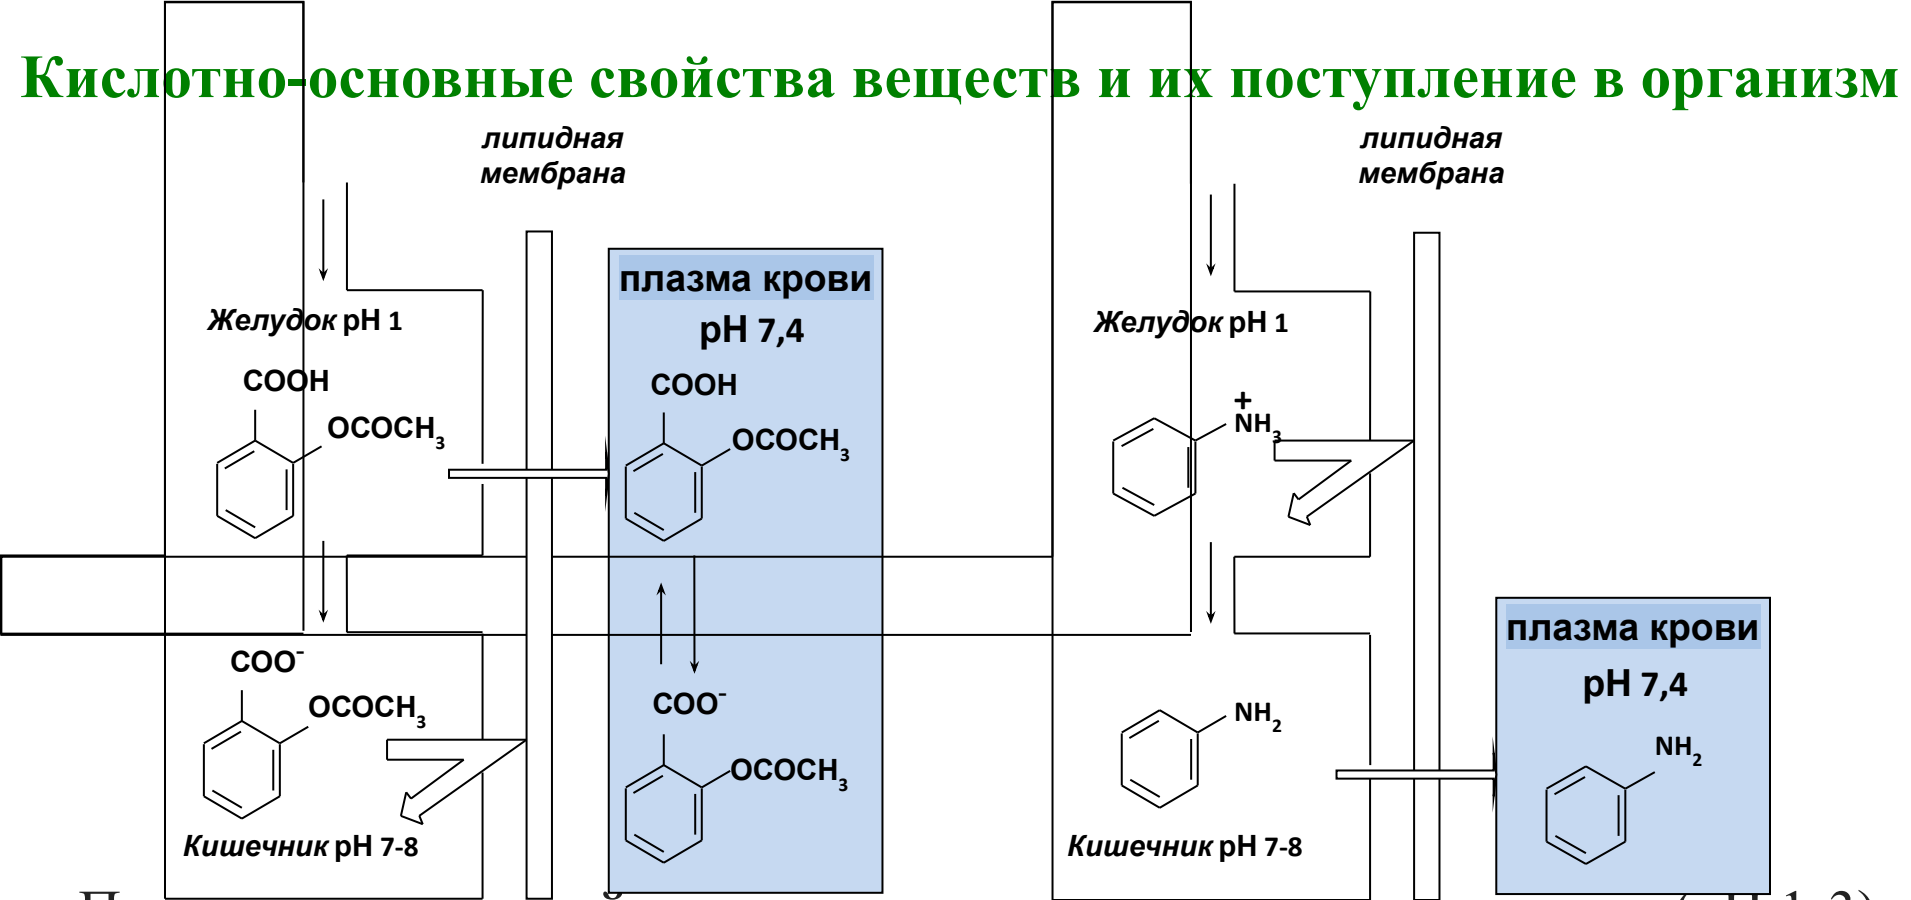 Кислотно-основные свойства веществ и их поступление в организм
липидная
мембрана
плазма крови
pH 7,4
Желудок pH 1
COOH
OCOCH3
COOH
OCOCH3
COO-
OCOCH3
COO-
OCOCH3
Кишечник pH 7-8
липидная
мембрана
Желудок pH 1
+
NH3
плазма крови
pH 7,4
NH2
NH2
Кишечник pH 7-8